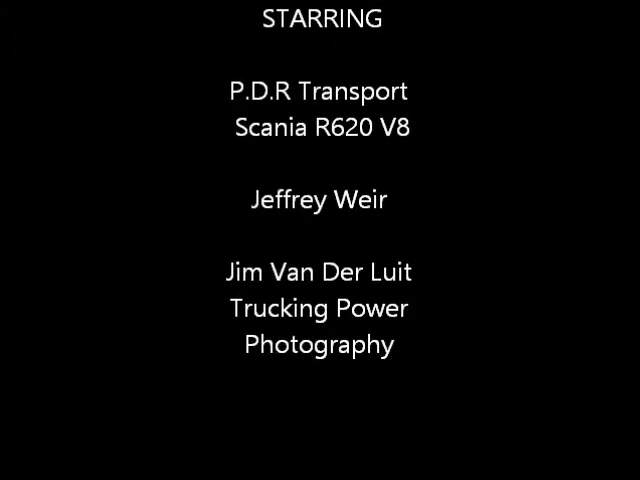 STARRING
P.D.R Transport
Scania R620 V8
Jeffrey Weir
Jim Van Der Luit
Trucking Power
Photography